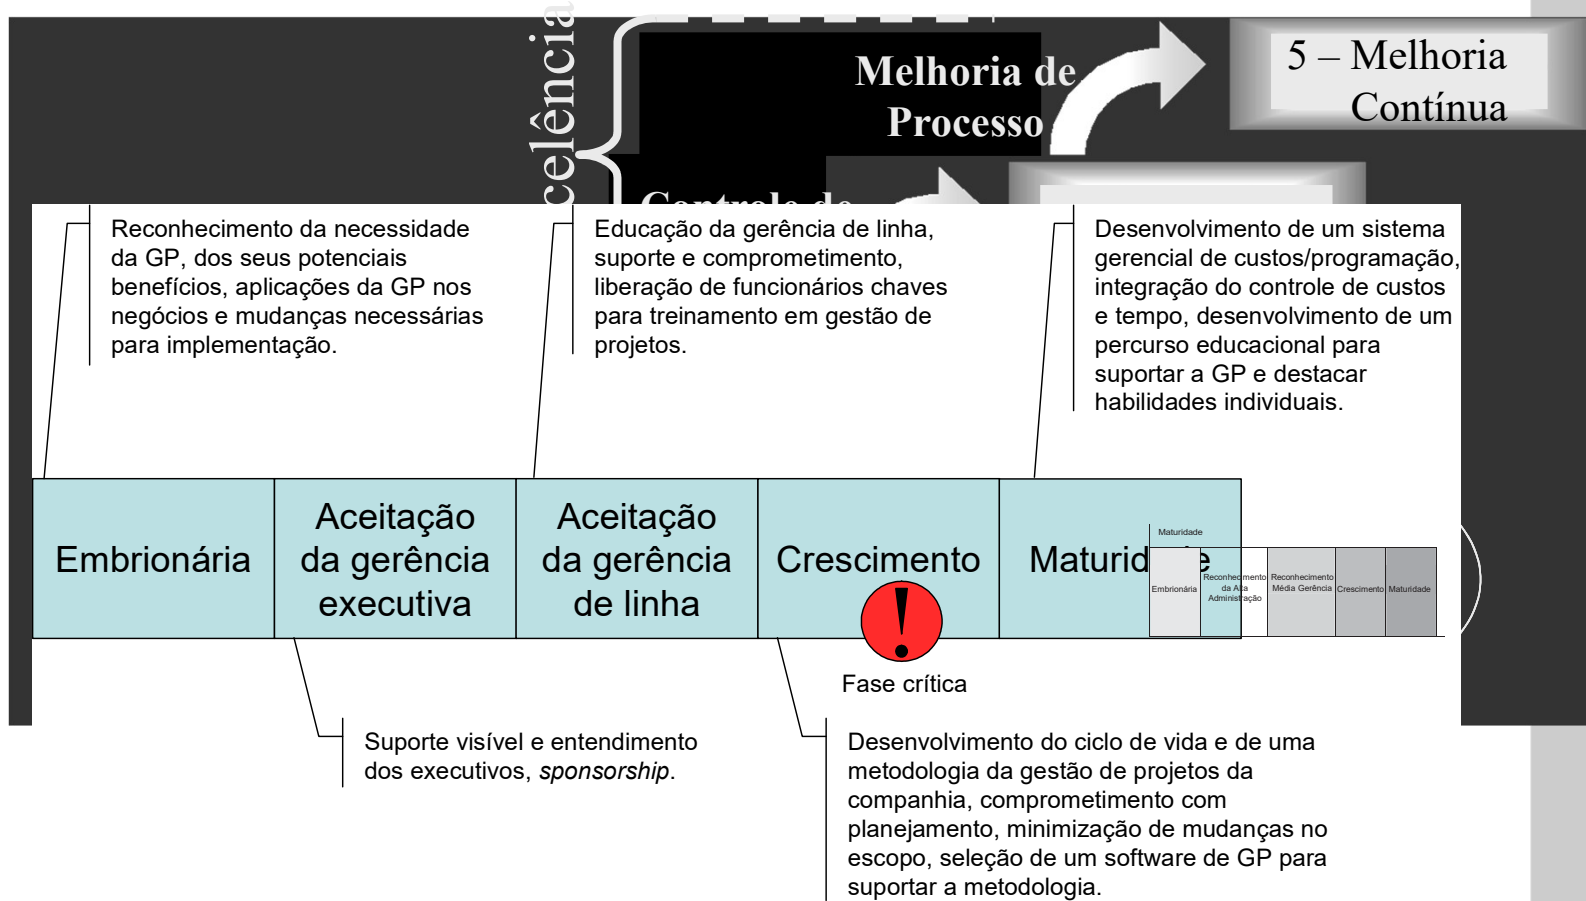 celência
Melhoria de
Processo
5 – Melhoria
Contínua
Controle de
Reconhecimento da necessidade
da GP, dos seus potenciais
benefícios, aplicações da GP nos
negócios e mudanças necessárias
para implementação.
Educação da gerência de linha,
suporte e comprometimento,
liberação de funcionários chaves
para treinamento em gestão de
projetos.
Desenvolvimento de um sistema
gerencial de custos/programação,
integração do controle de custos
e tempo, desenvolvimento de um
percurso educacional para
suportar a GP e destacar
habilidades individuais.
Embrionária
Aceitação
da gerência
executiva
Aceitação
da gerência
de linha
Crescimento
!
Fase crítica
Maturidade
Maturidade
Embrionária
Reconhecimento
da Alta
Administração
Reconhecimento
Média Gerência
Crescimento
Maturidade
Suporte visível e entendimento
dos executivos, sponsorship.
Desenvolvimento do ciclo de vida e de uma
metodologia da gestão de projetos da
companhia, comprometimento com
planejamento, minimização de mudanças no
escopo, seleção de um software de GP para
suportar a metodologia.